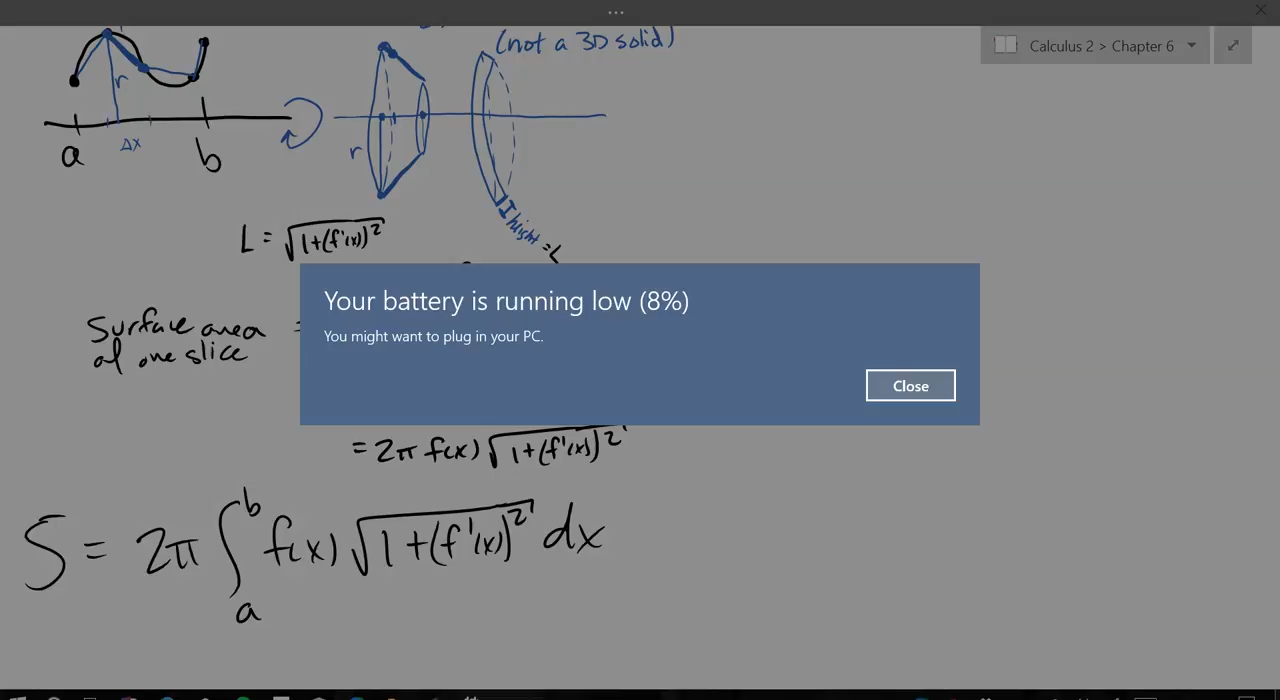 ...
(not a 3D solid)
Calculus 2 > Chapter 6
r
a
Δx
b
r
height = L
L = √1+(f'(x))²
Surface area =
of one slice
Your battery is running low (8%)
You might want to plug in your PC.
Close
= 2π f(x) √1+(f'(x))²
S = 2π ∫ₐᵇ f(x) √1+(f'(x))² dx